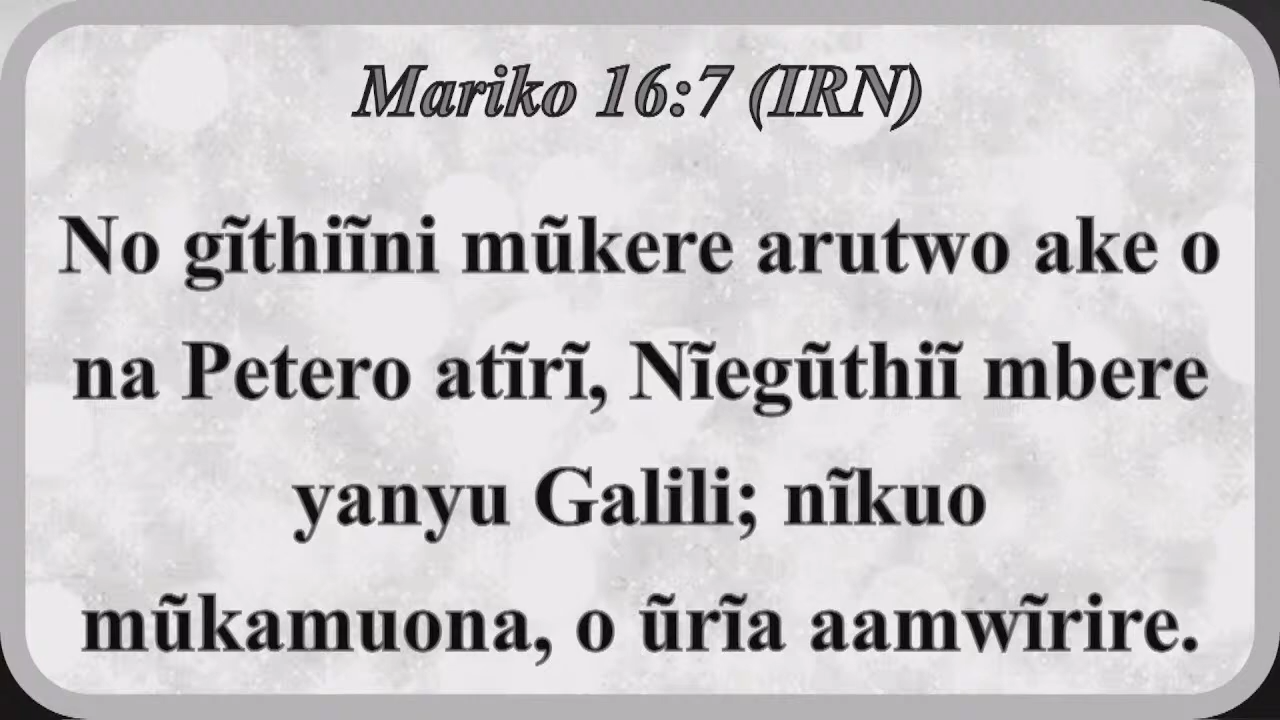 Mariko 16:7 (IRN)
No gĩthiĩni mũkere arutwo ake o
na Petero atĩrĩ, Nĩegũthiĩ mbere
yanyu Galili; nĩkuo
mũkamuona, o ũrĩa aamwĩrire.